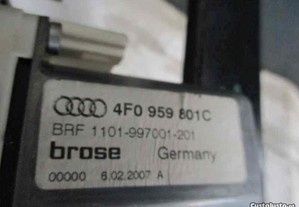 4F0 959 801C
BRF 1101-997001-201
brose Germany
00000 6.02.2007 A